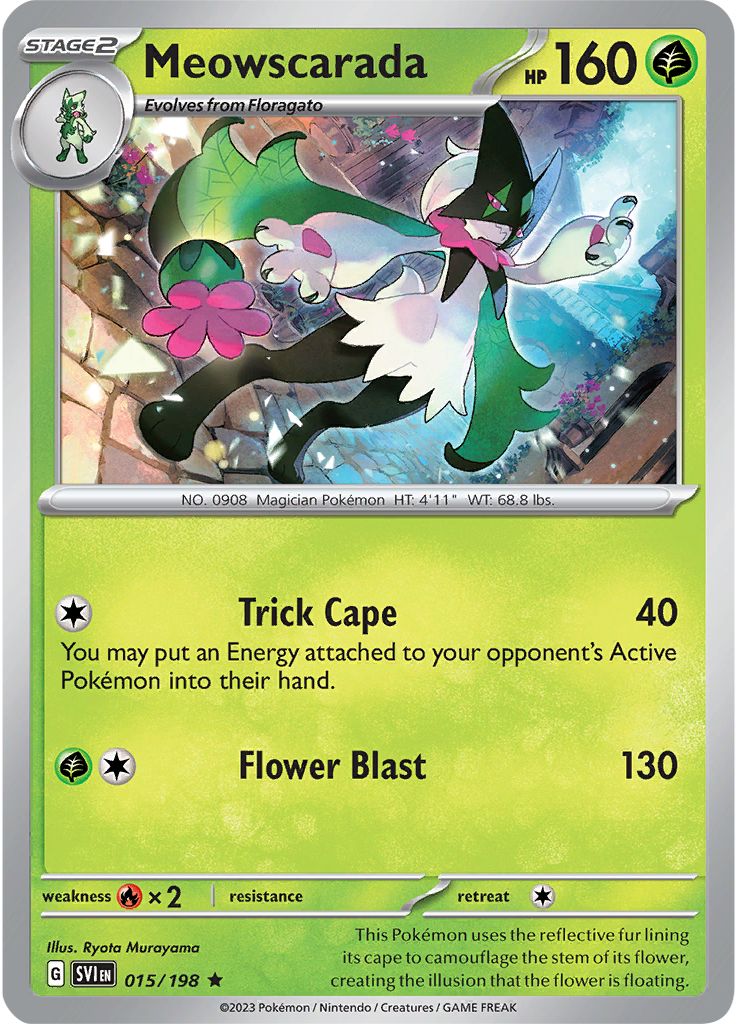 STAGE2
Meowscarada
HP 160
Evolves from Floragato
NO. 0908 Magician Pokémon HT: 4'11" WT: 68.8 lbs.
Trick Cape 40
You may put an Energy attached to your opponent's Active
Pokémon into their hand.
Flower Blast 130
weakness ×2 resistance retreat
Illus. Ryota Murayama
G SVI EN 015/198 ★
This Pokémon uses the reflective fur lining
its cape to camouflage the stem of its flower,
creating the illusion that the flower is floating.
©2023 Pokémon / Nintendo / Creatures / GAME FREAK